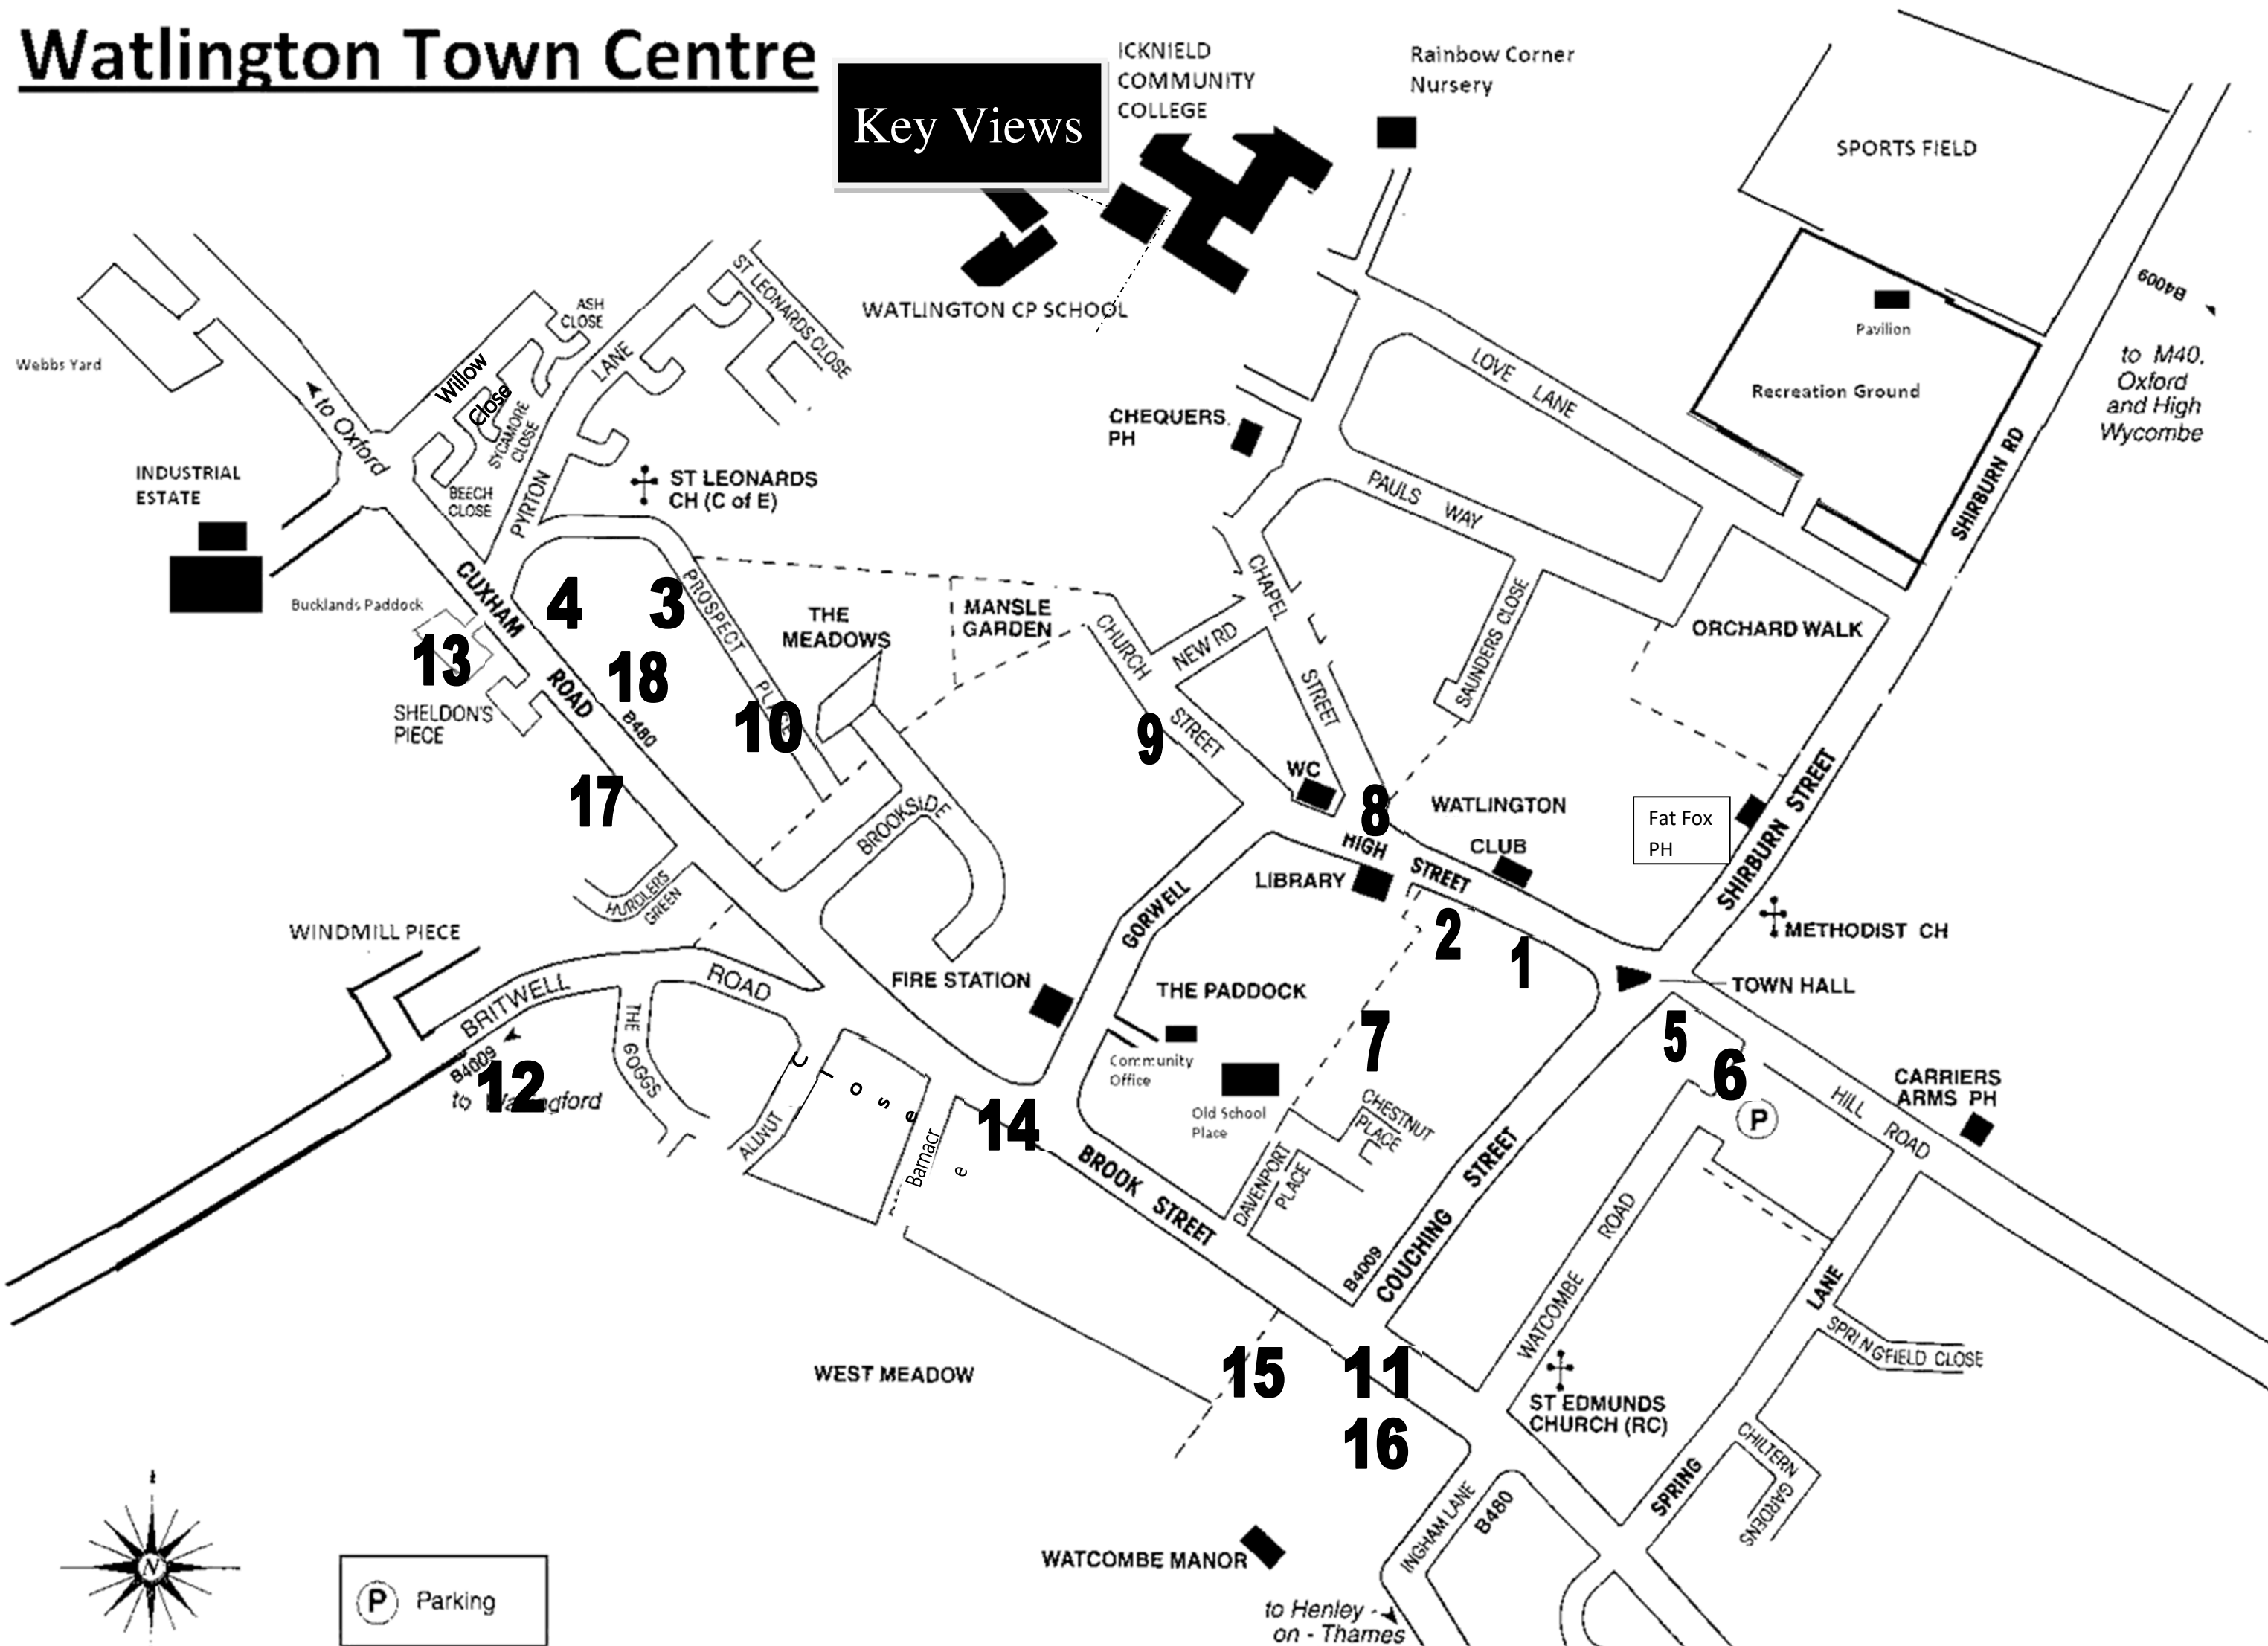 Watlington Town Centre
Key Views
ICKNIELD
COMMUNITY
COLLEGE
Rainbow Corner
Nursery
SPORTS FIELD
B4009
to M40,
Oxford
and High
Wycombe
Pavilion
Recreation Ground
SHIRBURN RD
WATLINGTON CP SCHOOL
ST LEONARDS CLOSE
ASH
CLOSE
LANE
Willow
Close
SYCAMORE
CLOSE
BEECH
CLOSE
PYRTON
Webbs Yard
to Oxford
INDUSTRIAL
ESTATE
ST LEONARDS
CH (C of E)
CHEQUERS
PH
LOVE LANE
PAULS WAY
CHAPEL
STREET
SAUNDERS CLOSE
ORCHARD WALK
CUXHAM
ROAD
B480
Bucklands Paddock
4
3
13
18
10
PROSPECT
THE
MEADOWS
MANSLE
GARDEN
CHURCH
STREET
NEW RD
9
SHELDON'S
PIECE
17
BROOKSIDE
WC
8
WATLINGTON
CLUB
HIGH
STREET
LIBRARY
Fat Fox
PH
SHIRBURN STREET
METHODIST CH
TOWN HALL
HURDLERS
GREEN
WINDMILL PIECE
BRITWELL
ROAD
B4009
12
to
THE GOGGS
FIRE STATION
GORWELL
THE PADDOCK
2
1
7
5
6
P
Community
Office
Old School
Place
CHESTNUT
PLACE
DAVENPORT
PLACE
CARRIERS
ARMS PH
HILL
ROAD
ALLNUT
C l o s e
Barnacr
e
14
BROOK STREET
B4009
COUCHING STREET
WATCOMBE ROAD
LANE
SPRINGFIELD CLOSE
WEST MEADOW
15
11
16
ST EDMUNDS
CHURCH (RC)
SPRING
CHILTERN
GARDENS
WATCOMBE MANOR
INGHAM LANE
B480
to Henley -
on - Thames
N
P Parking